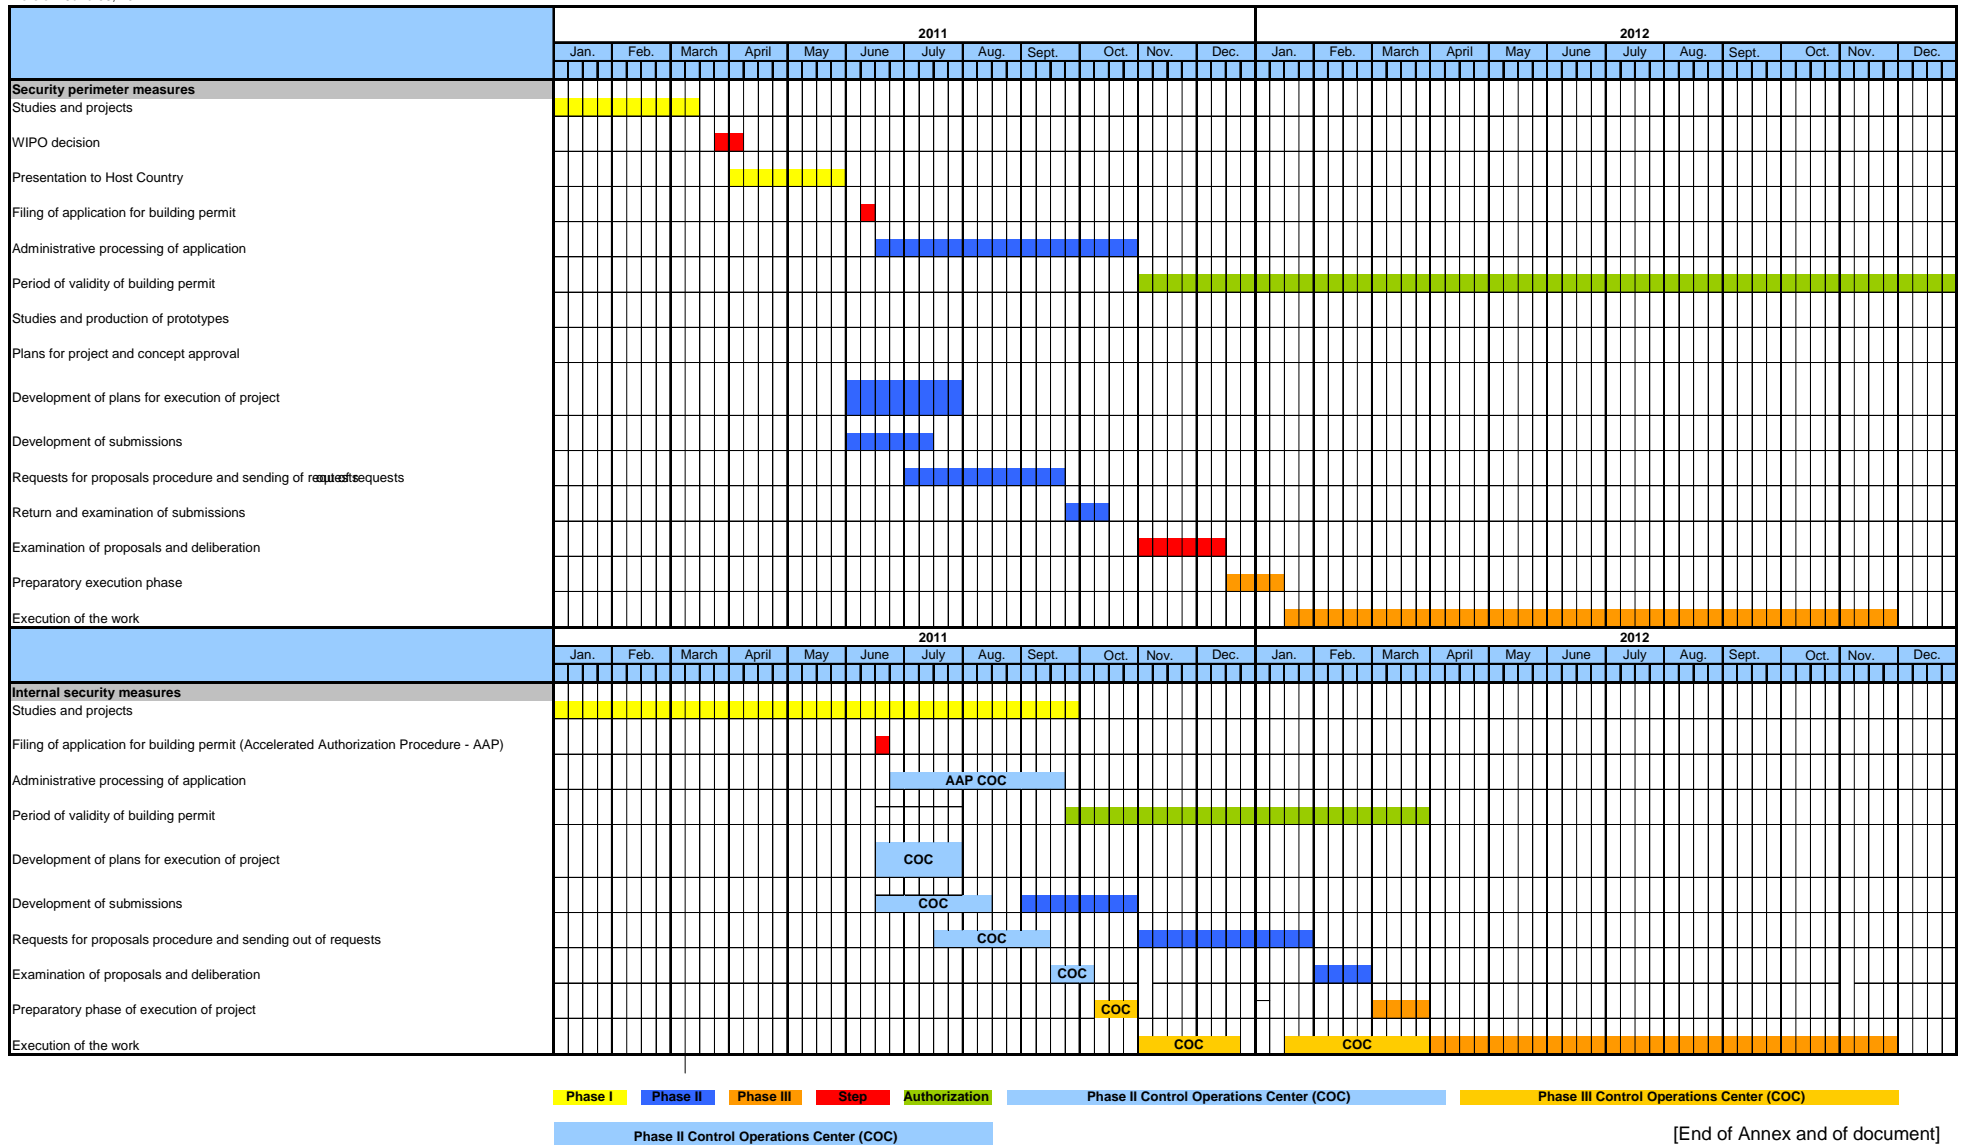 2011 2012
Jan. Feb. March April May June July Aug. Sept. Oct. Nov. Dec. Jan. Feb. March April May June July Aug. Sept. Oct. Nov. Dec.
Security perimeter measures
Studies and projects
WIPO decision
Presentation to Host Country
Filing of application for building permit
Administrative processing of application
Period of validity of building permit
Studies and production of prototypes
Plans for project and concept approval
Development of plans for execution of project
Development of submissions
Requests for proposals procedure and sending of requests
Return and examination of submissions
Examination of proposals and deliberation
Preparatory execution phase
Execution of the work
2011 2012
Jan. Feb. March April May June July Aug. Sept. Oct. Nov. Dec. Jan. Feb. March April May June July Aug. Sept. Oct. Nov. Dec.
Internal security measures
Studies and projects
Filing of application for building permit (Accelerated Authorization Procedure - AAP)
Administrative processing of application AAP COC
Period of validity of building permit
Development of plans for execution of project COC
Development of submissions COC
Requests for proposals procedure and sending out of requests COC
Examination of proposals and deliberation COC
Preparatory phase of execution of project COC
Execution of the work COC COC
Phase I Phase II Phase III Step Authorization Phase II Control Operations Center (COC) Phase III Control Operations Center (COC)
Phase II Control Operations Center (COC)
[End of Annex and of document]